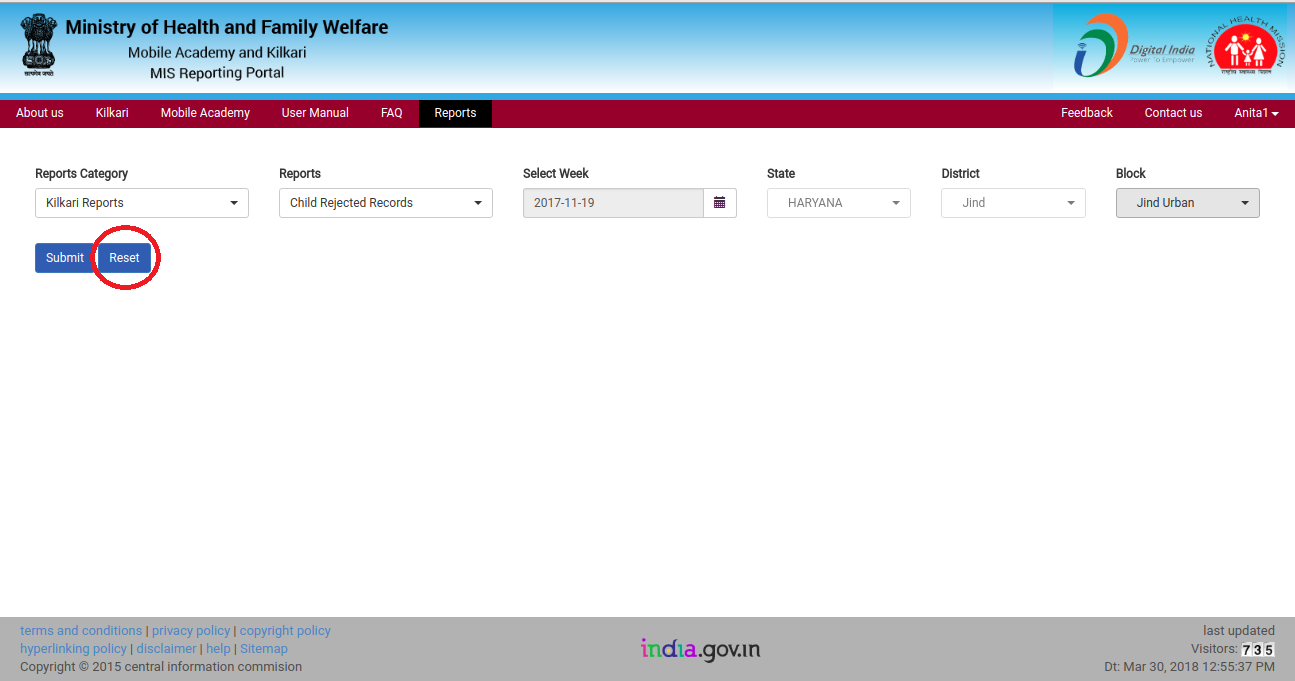 Ministry of Health and Family Welfare
Mobile Academy and Kilkari
MIS Reporting Portal
सत्यमेव जयते
Digital India
Power To Empower
NATIONAL HEALTH MISSION
राष्ट्रीय स्वास्थ्य मिशन
About us Kilkari Mobile Academy User Manual FAQ Reports Feedback Contact us Anita1
Reports Category Reports Select Week State District Block
Kilkari Reports Child Rejected Records 2017-11-19 HARYANA Jind Jind Urban
Submit Reset
terms and conditions | privacy policy | copyright policy
hyperlinking policy | disclaimer | help | Sitemap
Copyright © 2015 central information commision
india.gov.in
last updated
Visitors: 735
Dt: Mar 30, 2018 12:55:37 PM